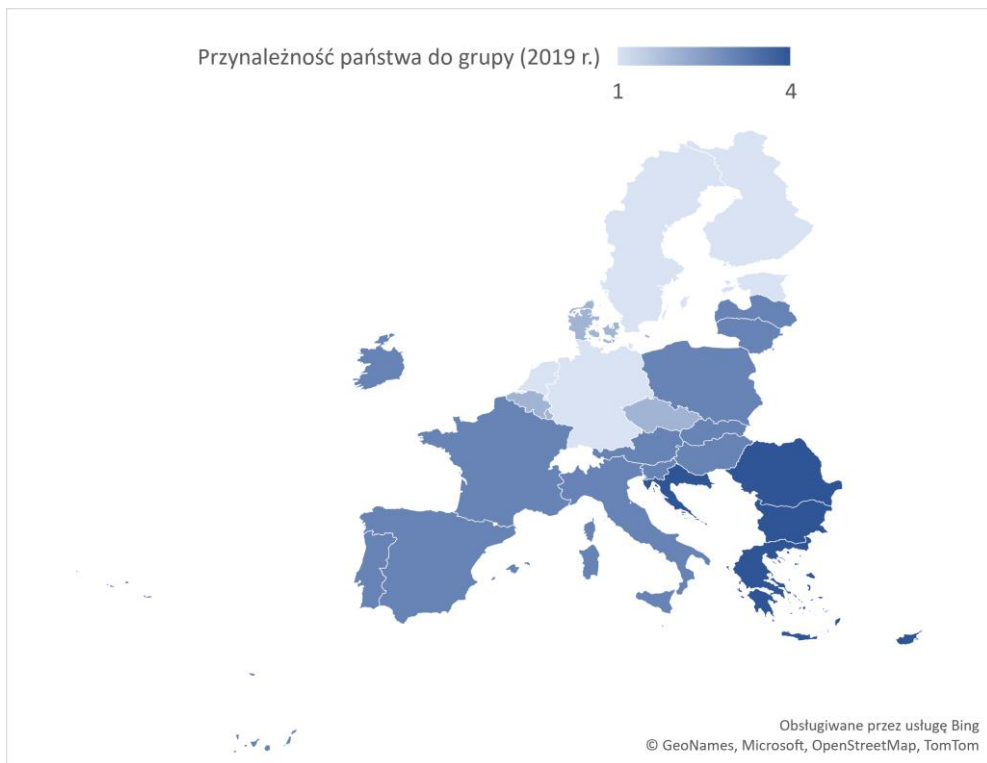 Przynależność państwa do grupy (2019 r.)
1 4
Obsługiwane przez usługę Bing
© GeoNames, Microsoft, OpenStreetMap, TomTom